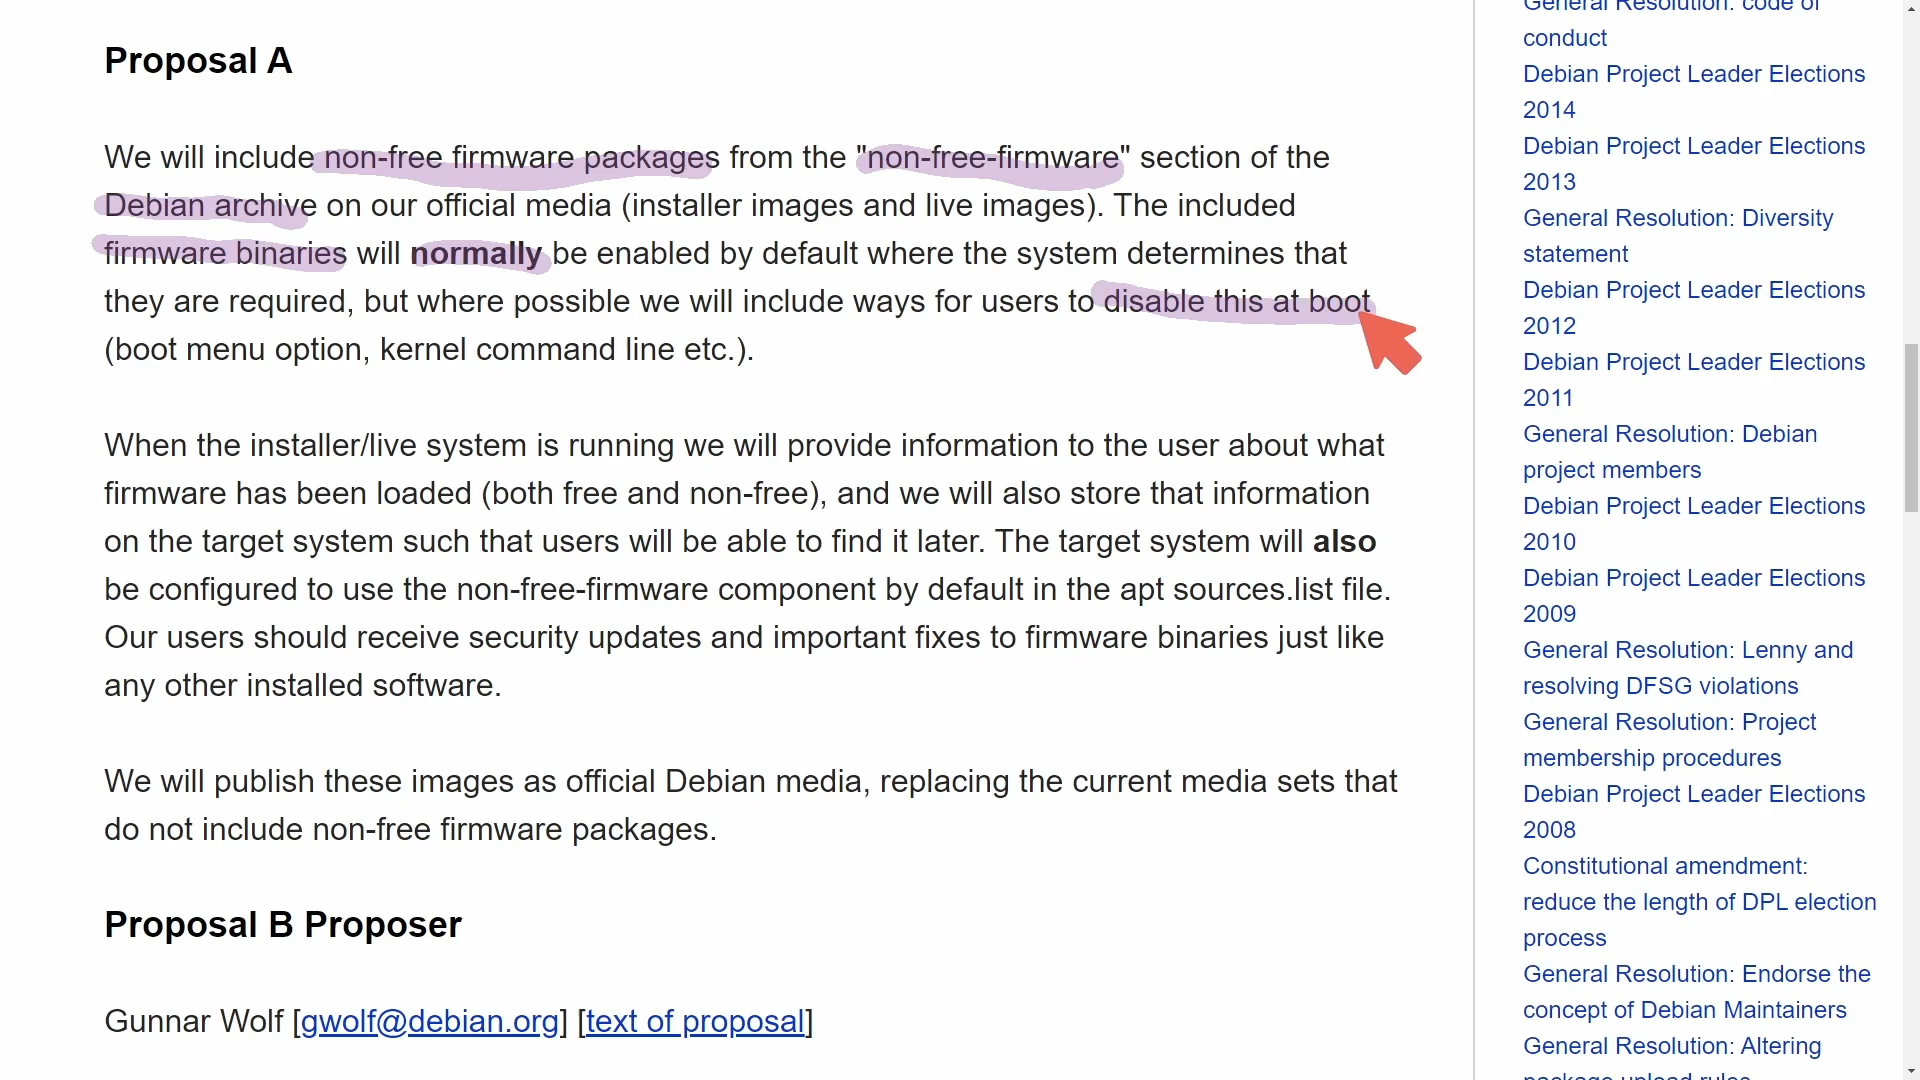 Proposal A
We will include non-free firmware packages from the "non-free-firmware" section of the
Debian archive on our official media (installer images and live images). The included
firmware binaries will normally be enabled by default where the system determines that
they are required, but where possible we will include ways for users to disable this at boot
(boot menu option, kernel command line etc.).
When the installer/live system is running we will provide information to the user about what
firmware has been loaded (both free and non-free), and we will also store that information
on the target system such that users will be able to find it later. The target system will also
be configured to use the non-free-firmware component by default in the apt sources.list file.
Our users should receive security updates and important fixes to firmware binaries just like
any other installed software.
We will publish these images as official Debian media, replacing the current media sets that
do not include non-free firmware packages.
Proposal B Proposer
Gunnar Wolf [gwolf@debian.org] [text of proposal]
General Resolution: code of
conduct
Debian Project Leader Elections
2014
Debian Project Leader Elections
2013
General Resolution: Diversity
statement
Debian Project Leader Elections
2012
Debian Project Leader Elections
2011
General Resolution: Debian
project members
Debian Project Leader Elections
2010
Debian Project Leader Elections
2009
General Resolution: Lenny and
resolving DFSG violations
General Resolution: Project
membership procedures
Debian Project Leader Elections
2008
Constitutional amendment:
reduce the length of DPL election
process
General Resolution: Endorse the
concept of Debian Maintainers
General Resolution: Altering
package upload rules